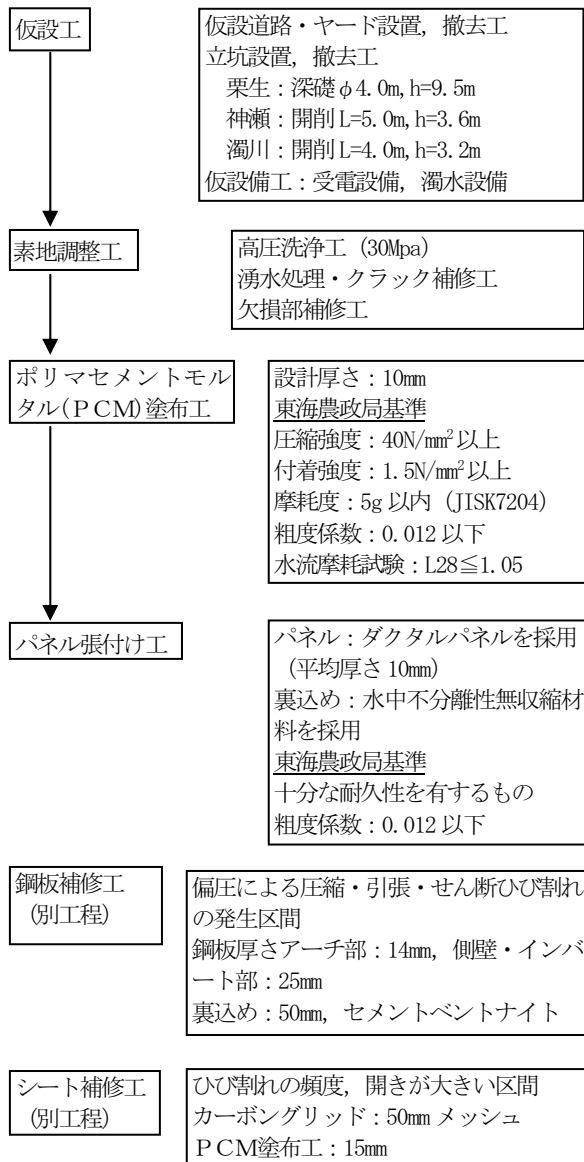 仮設工
仮設道路・ヤード設置，撤去工
立坑設置，撤去工
栗生：深礎φ4.0m,h=9.5m
神瀬：開削L=5.0m,h=3.6m
濁川：開削L=4.0m,h=3.2m
仮設備工：受電設備，濁水設備
素地調整工
高圧洗浄工（30Mpa）
湧水処理・クラック補修工
欠損部補修工
ポリマセメントモル
タル(ＰＣＭ)塗布工
設計厚さ：10mm
東海農政局基準
圧縮強度：40N/mm²以上
付着強度：1.5N/mm²以上
摩耗度：5g以内（JISK7204）
粗度係数：0.012以下
水流摩耗試験：L28≦1.05
パネル張付け工
パネル：ダクタルパネルを採用
（平均厚さ10mm）
裏込め：水中不分離性無収縮材
料を採用
東海農政局基準
十分な耐久性を有するもの
粗度係数：0.012以下
鋼板補修工
(別工程)
偏圧による圧縮・引張・せん断ひび割れ
の発生区間
鋼板厚さアーチ部：14mm，側壁・インバ
ート部：25mm
裏込め：50mm，セメントベントナイト
シート補修工
(別工程)
ひび割れの頻度，開きが大きい区間
カーボングリッド：50mmメッシュ
ＰＣＭ塗布工：15mm